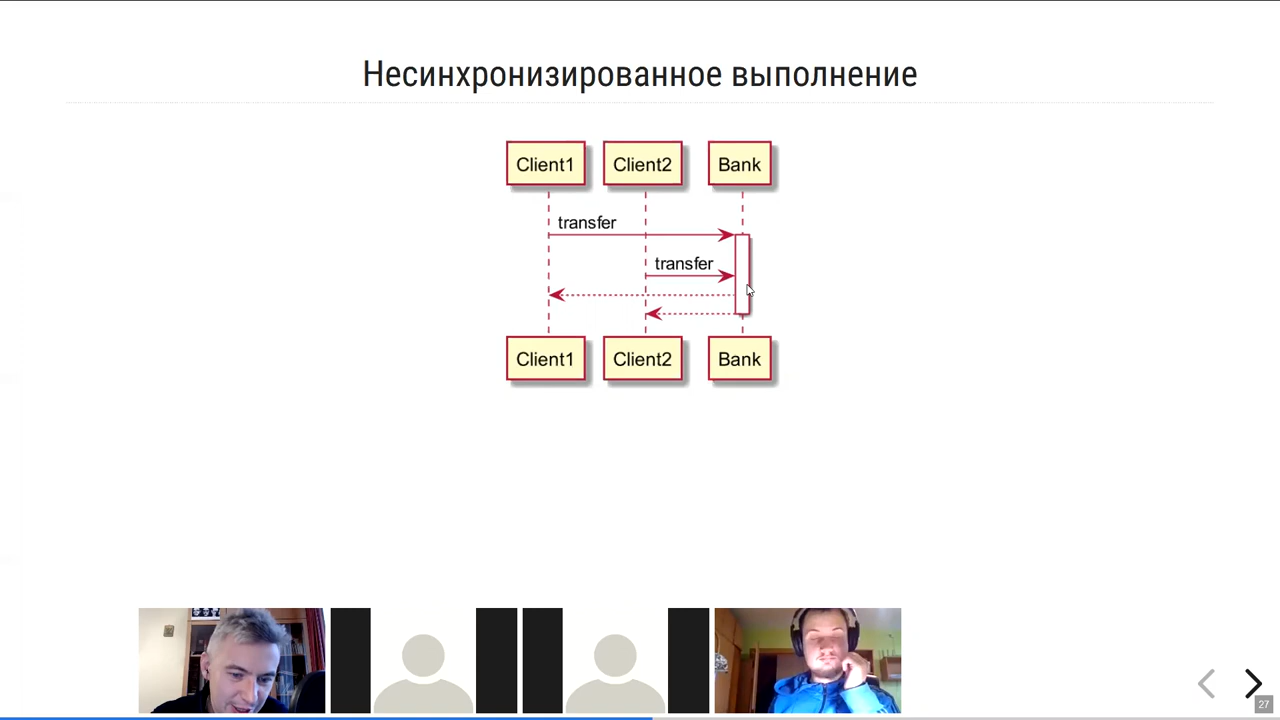 Несинхронизированное выполнение
Client1 Client2 Bank
transfer
transfer
Client1 Client2 Bank
27